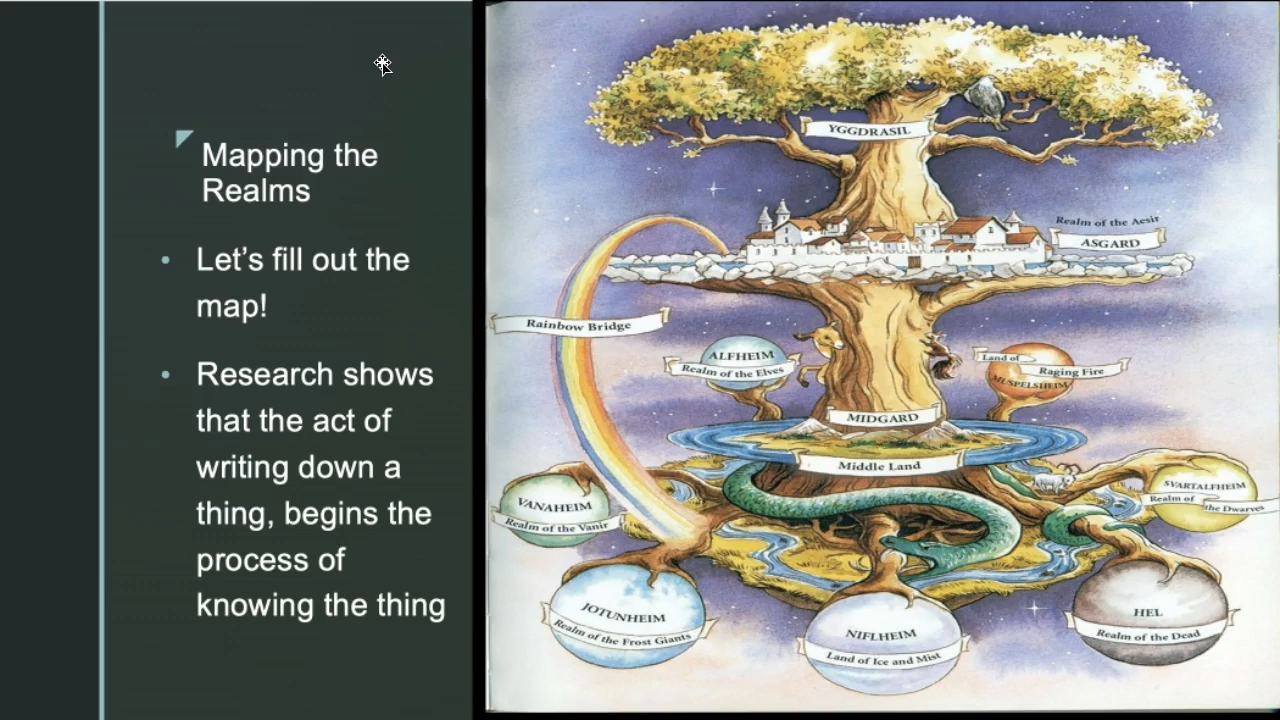 Mapping the
Realms
Let's fill out the
map!
Research shows
that the act of
writing down a
thing, begins the
process of
knowing the thing
YGGDRASIL
Realm of the Aesir
ASGARD
Rainbow Bridge
ALFHEIM
Realm of the Elves
Land of
Raging Fire
MUSPELSHEIM
MIDGARD
Middle Land
VANAHEIM
Realm of the Vanir
SVARTALFHEIM
Realm of
the Dwarves
JOTUNHEIM
Realm of the Frost Giants
NIFLHEIM
Land of Ice and Mist
HEL
Realm of the Dead